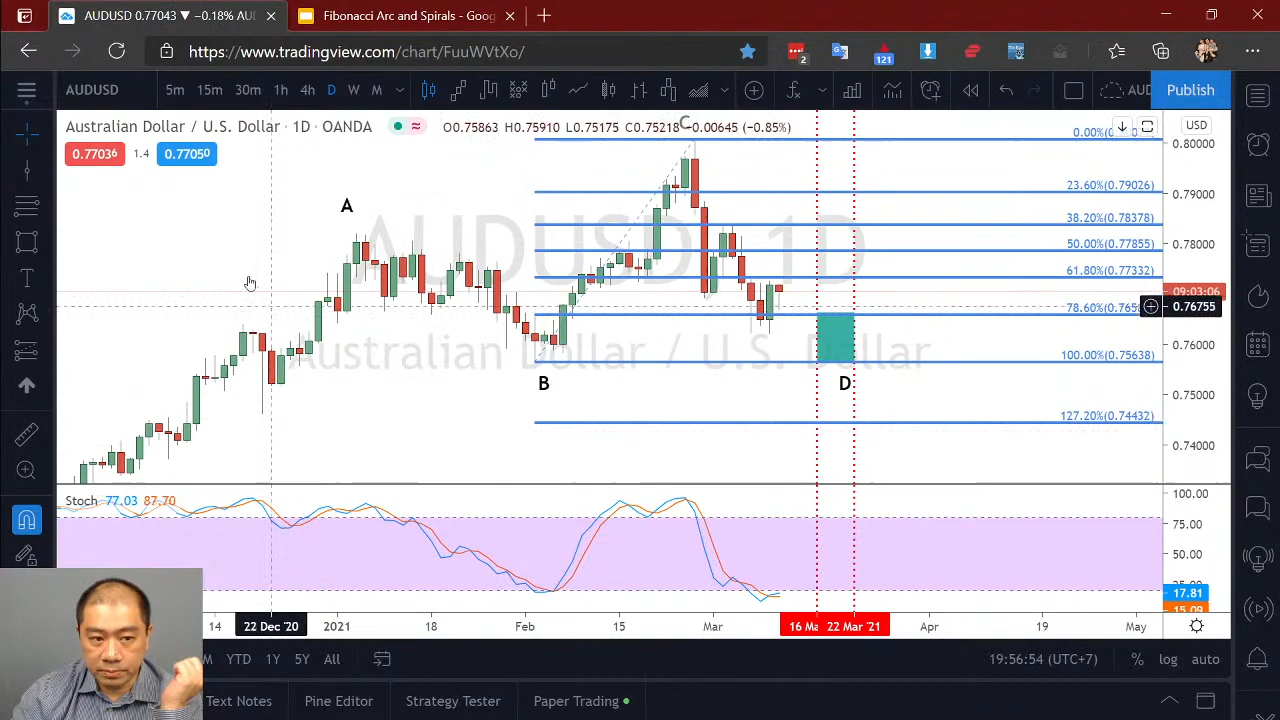 AUDUSD 0.77043 ▼ −0.18% AU
Fibonacci Arc and Spirals - Goog
https://www.tradingview.com/chart/FuuWVtXo/
2
121
AUDUSD 5m 15m 30m 1h 4h D W M
AUD
Publish
Australian Dollar / U.S. Dollar · 1D · OANDA
O0.75863 H0.75910 L0.75175 C0.75218 −0.00645 (−0.85%)
0.77036 1.4 0.77050
AUDUSD 1D
Australian Dollar / U.S. Dollar
A
B
C
D
23.60%(0.79026)
38.20%(0.78378)
50.00%(0.77855)
61.80%(0.77332)
100.00%(0.75638)
127.20%(0.74432)
USD
0.80000
0.79000
0.78000
09:03:06
0.76755
0.76000
0.75000
0.74000
Stoch 77.03 87.70
100.00
75.00
50.00
17.81
15.09
14 22 Dec '20 2021 18 Feb 15 Mar 16 Ma 22 Mar '21 Apr 19 May
YTD 1Y 5Y All
19:56:54 (UTC+7) % log auto
Text Notes Pine Editor Strategy Tester Paper Trading